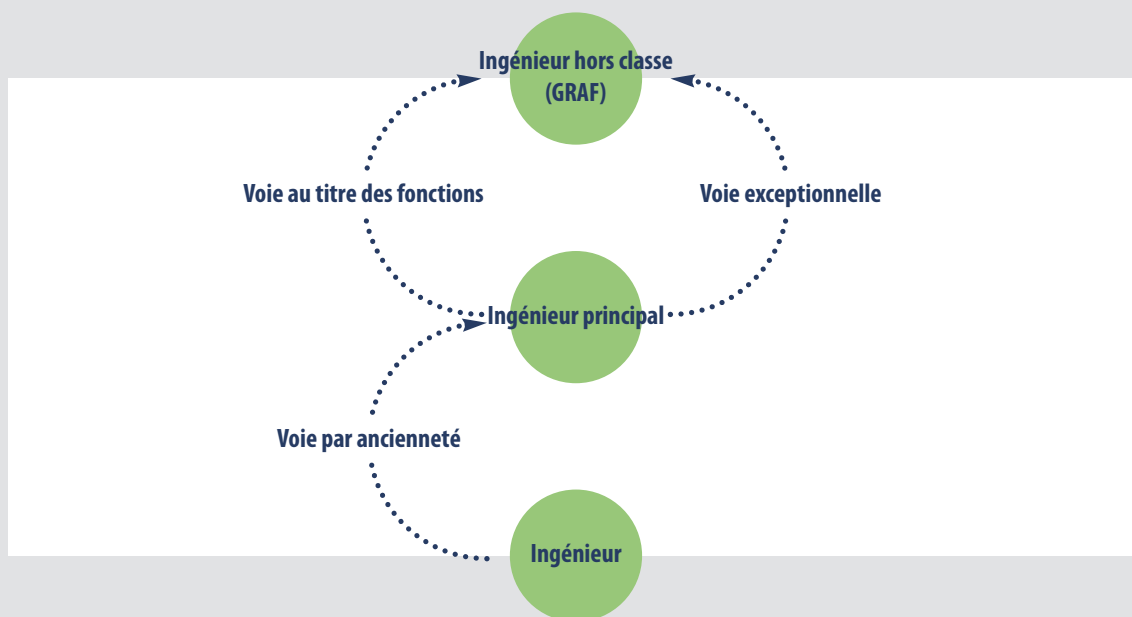 Ingénieur hors classe
(GRAF)
Voie au titre des fonctions
Voie exceptionnelle
Ingénieur principal
Voie par ancienneté
Ingénieur